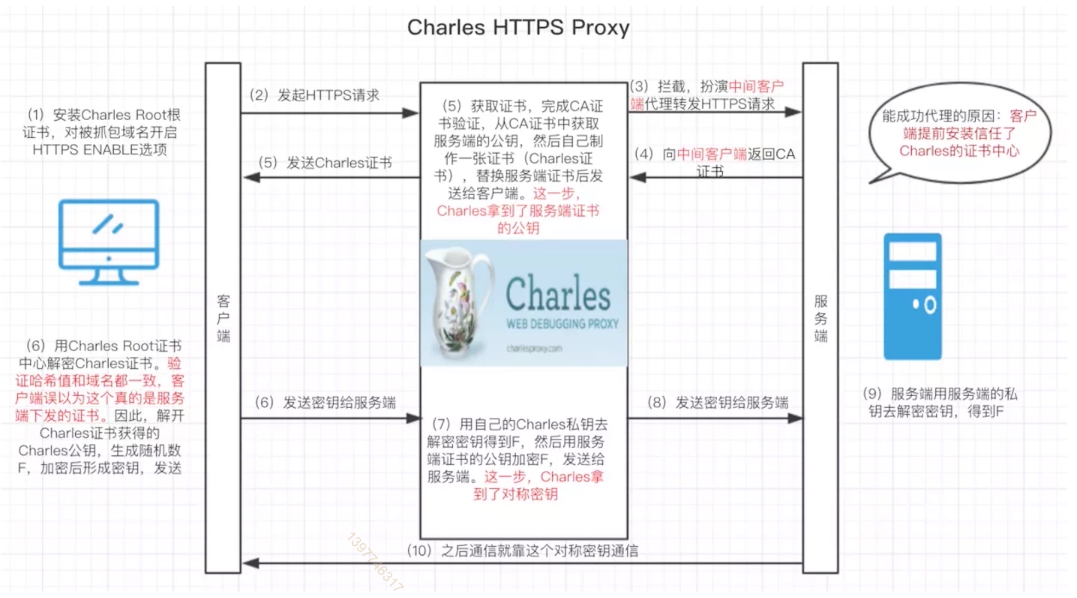 Charles HTTPS Proxy
(1) 安装Charles Root根
证书，对被抓包域名开启
HTTPS ENABLE选项
(2) 发起HTTPS请求
(5) 获取证书，完成CA证
书验证，从CA证书中获取
服务端的公钥，然后自己制
作一张证书（Charles证
书），替换服务端证书后发
送给客户端。这一步，
Charles拿到了服务端证书
的公钥
(3) 拦截，扮演中间客户
端代理转发HTTPS请求
(4) 向中间客户端返回CA
证书
(5) 发送Charles证书
能成功代理的原因：客户
端提前安装信任了
Charles的证书中心
客
户
端
Charles
WEB DEBUGGING PROXY
charlesproxy.com
服
务
端
(6) 用Charles Root证书
中心解密Charles证书。验
证哈希值和域名都一致，客
户端误以为这个真的是服务
端下发的证书。因此，解开
Charles证书获得的
Charles公钥，生成随机数
F，加密后形成密钥，发送
(6) 发送密钥给服务端
(7) 用自己的Charles私钥去
解密密钥得到F，然后用服务
端证书的公钥加密F，发送给
服务端。这一步，Charles拿
到了对称密钥
(8) 发送密钥给服务端
(9) 服务端用服务端的私
钥去解密密钥，得到F
(10) 之后通信就靠这个对称密钥通信